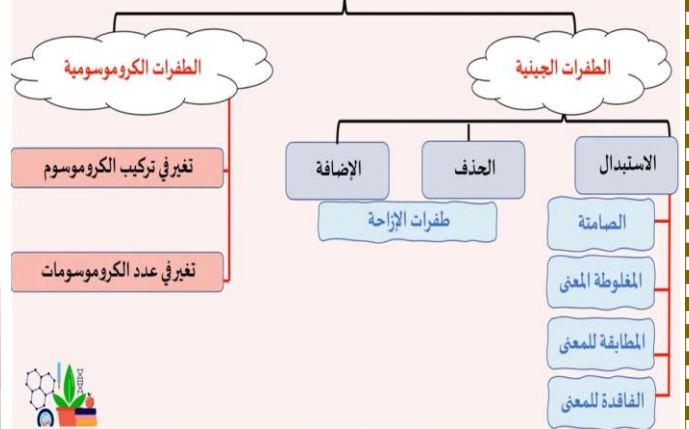 الطفرات الجينية
الطفرات الكروموسومية
الاستبدال
الحذف
الإضافة
طفرات الإزاحة
الصامتة
المغلوطة المعنى
المطابقة للمعنى
الفاقدة للمعنى
تغير في تركيب الكروموسوم
تغير في عدد الكروموسومات